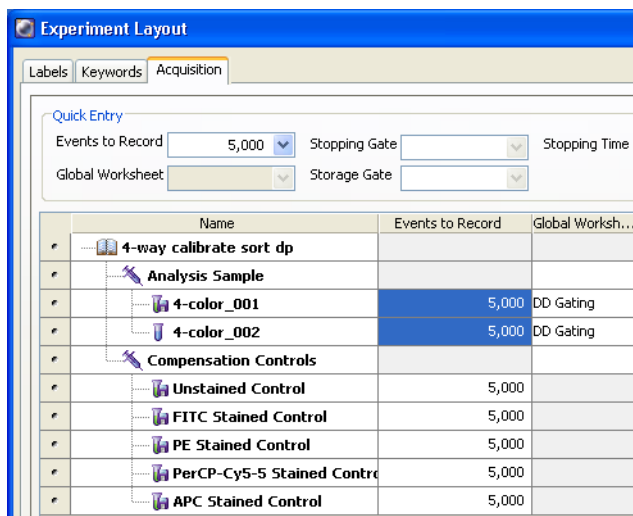 Experiment Layout
Labels Keywords Acquisition
Quick Entry
Events to Record 5,000 Stopping Gate Stopping Time
Global Worksheet Storage Gate
Name Events to Record Global Worksh...
4-way calibrate sort dp
Analysis Sample
4-color_001 5,000 DD Gating
4-color_002 5,000 DD Gating
Compensation Controls
Unstained Control 5,000
FITC Stained Control 5,000
PE Stained Control 5,000
PerCP-Cy5-5 Stained Contro 5,000
APC Stained Control 5,000